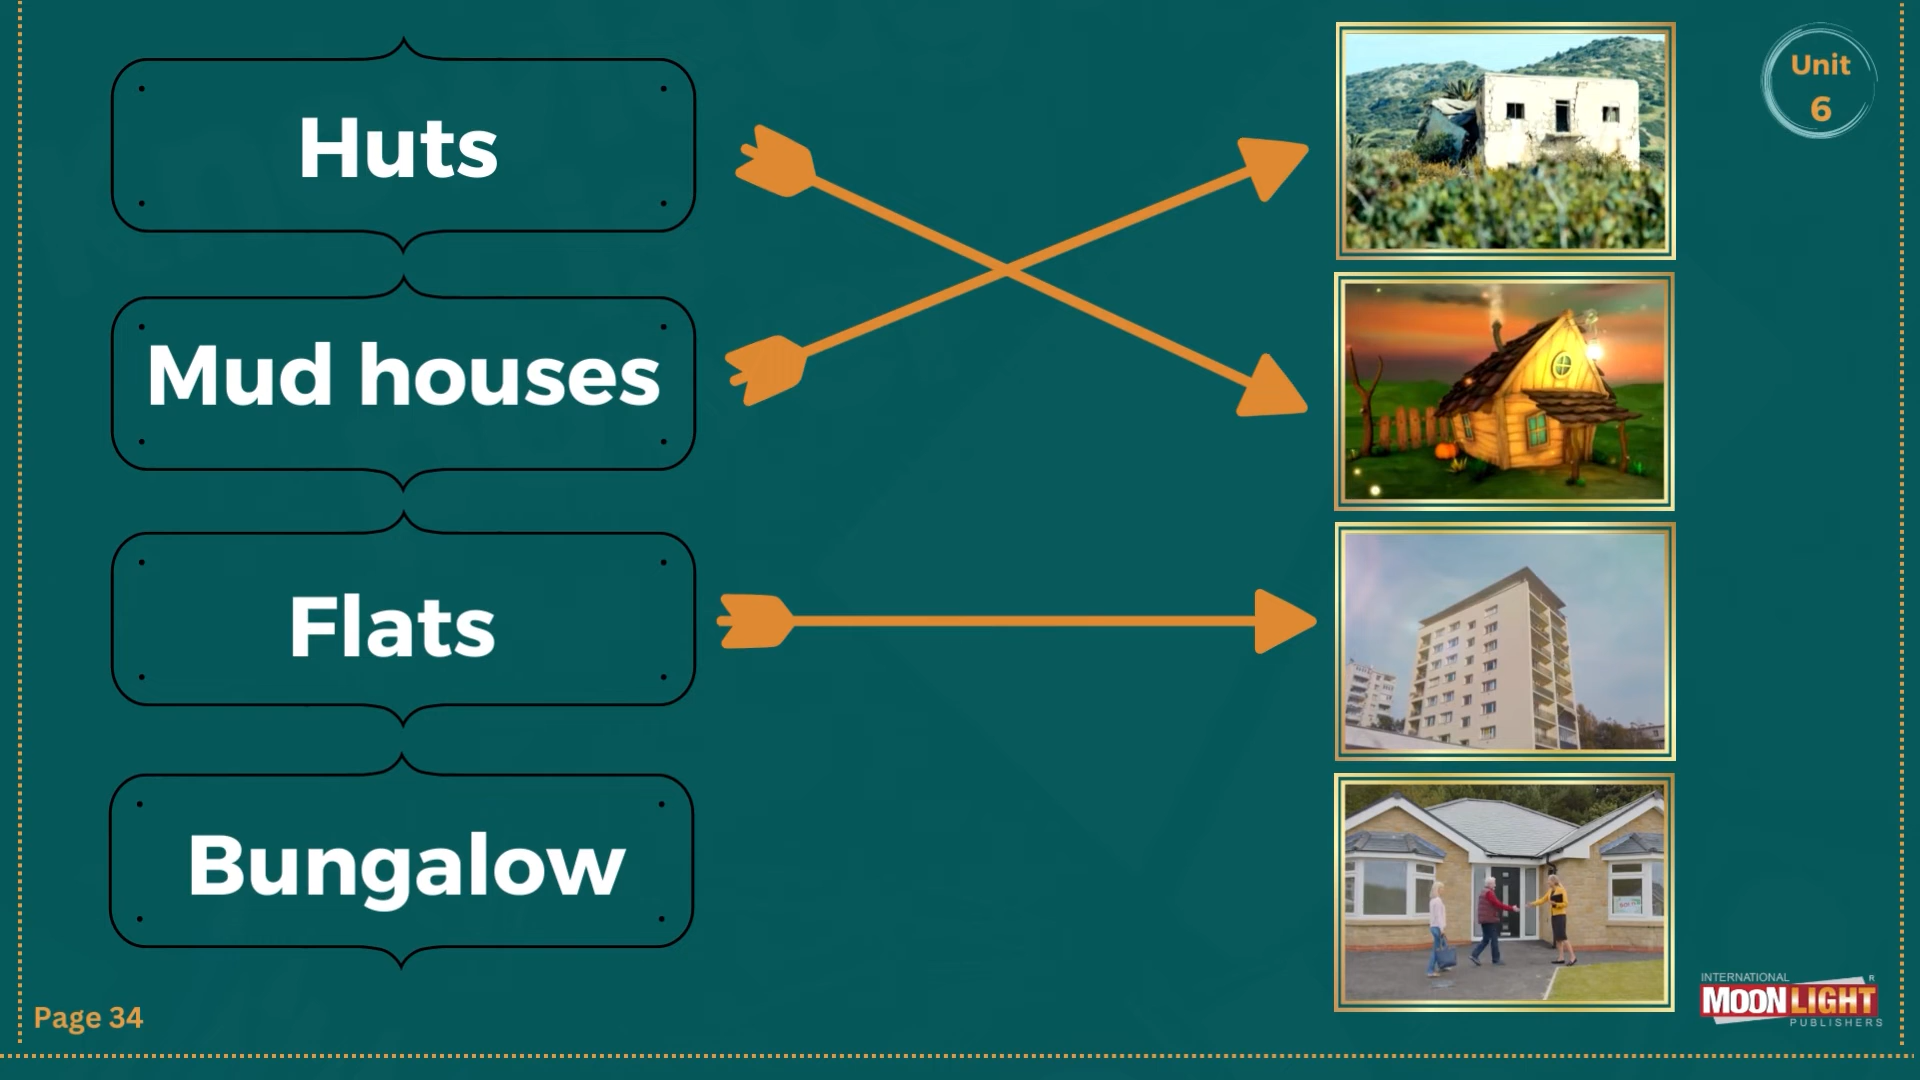 Huts
Mud houses
Flats
Bungalow
Unit
6
Page 34
INTERNATIONAL
R
MOON LIGHT
PUBLISHERS